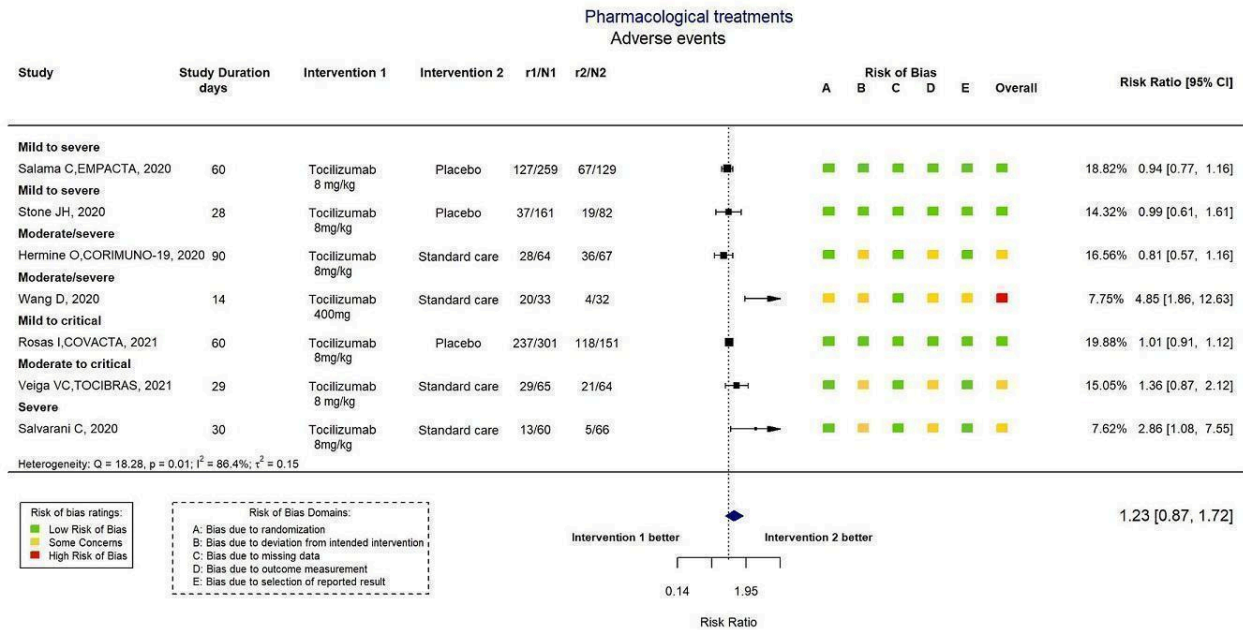 Pharmacological treatments
Adverse events
Study Study Duration days Intervention 1 Intervention 2 r1/N1 r2/N2 Risk of Bias Risk Ratio [95% CI]
A B C D E Overall
Mild to severe
Salama C,EMPACTA, 2020 60 Tocilizumab 8 mg/kg Placebo 127/259 67/129 18.82% 0.94 [0.77, 1.16]
Mild to severe
Stone JH, 2020 28 Tocilizumab 8mg/kg Placebo 37/161 19/82 14.32% 0.99 [0.61, 1.61]
Moderate/severe
Hermine O,CORIMUNO-19, 2020 90 Tocilizumab 8mg/kg Standard care 28/64 36/67 16.56% 0.81 [0.57, 1.16]
Moderate/severe
Wang D, 2020 14 Tocilizumab 400mg Standard care 20/33 4/32 7.75% 4.85 [1.86, 12.63]
Mild to critical
Rosas I,COVACTA, 2021 60 Tocilizumab 8mg/kg Placebo 237/301 118/151 19.88% 1.01 [0.91, 1.12]
Moderate to critical
Veiga VC,TOCIBRAS, 2021 29 Tocilizumab 8 mg/kg Standard care 29/65 21/64 15.05% 1.36 [0.87, 2.12]
Severe
Salvarani C, 2020 30 Tocilizumab 8mg/kg Standard care 13/60 5/66 7.62% 2.86 [1.08, 7.55]
Heterogeneity: Q = 18.28, p = 0.01; I² = 86.4%; τ² = 0.15
Risk of bias ratings:
Low Risk of Bias
Some Concerns
High Risk of Bias
Risk of Bias Domains:
A: Bias due to randomization
B: Bias due to deviation from intended intervention
C: Bias due to missing data
D: Bias due to outcome measurement
E: Bias due to selection of reported result
1.23 [0.87, 1.72]
Intervention 1 better Intervention 2 better
0.14 1.95
Risk Ratio